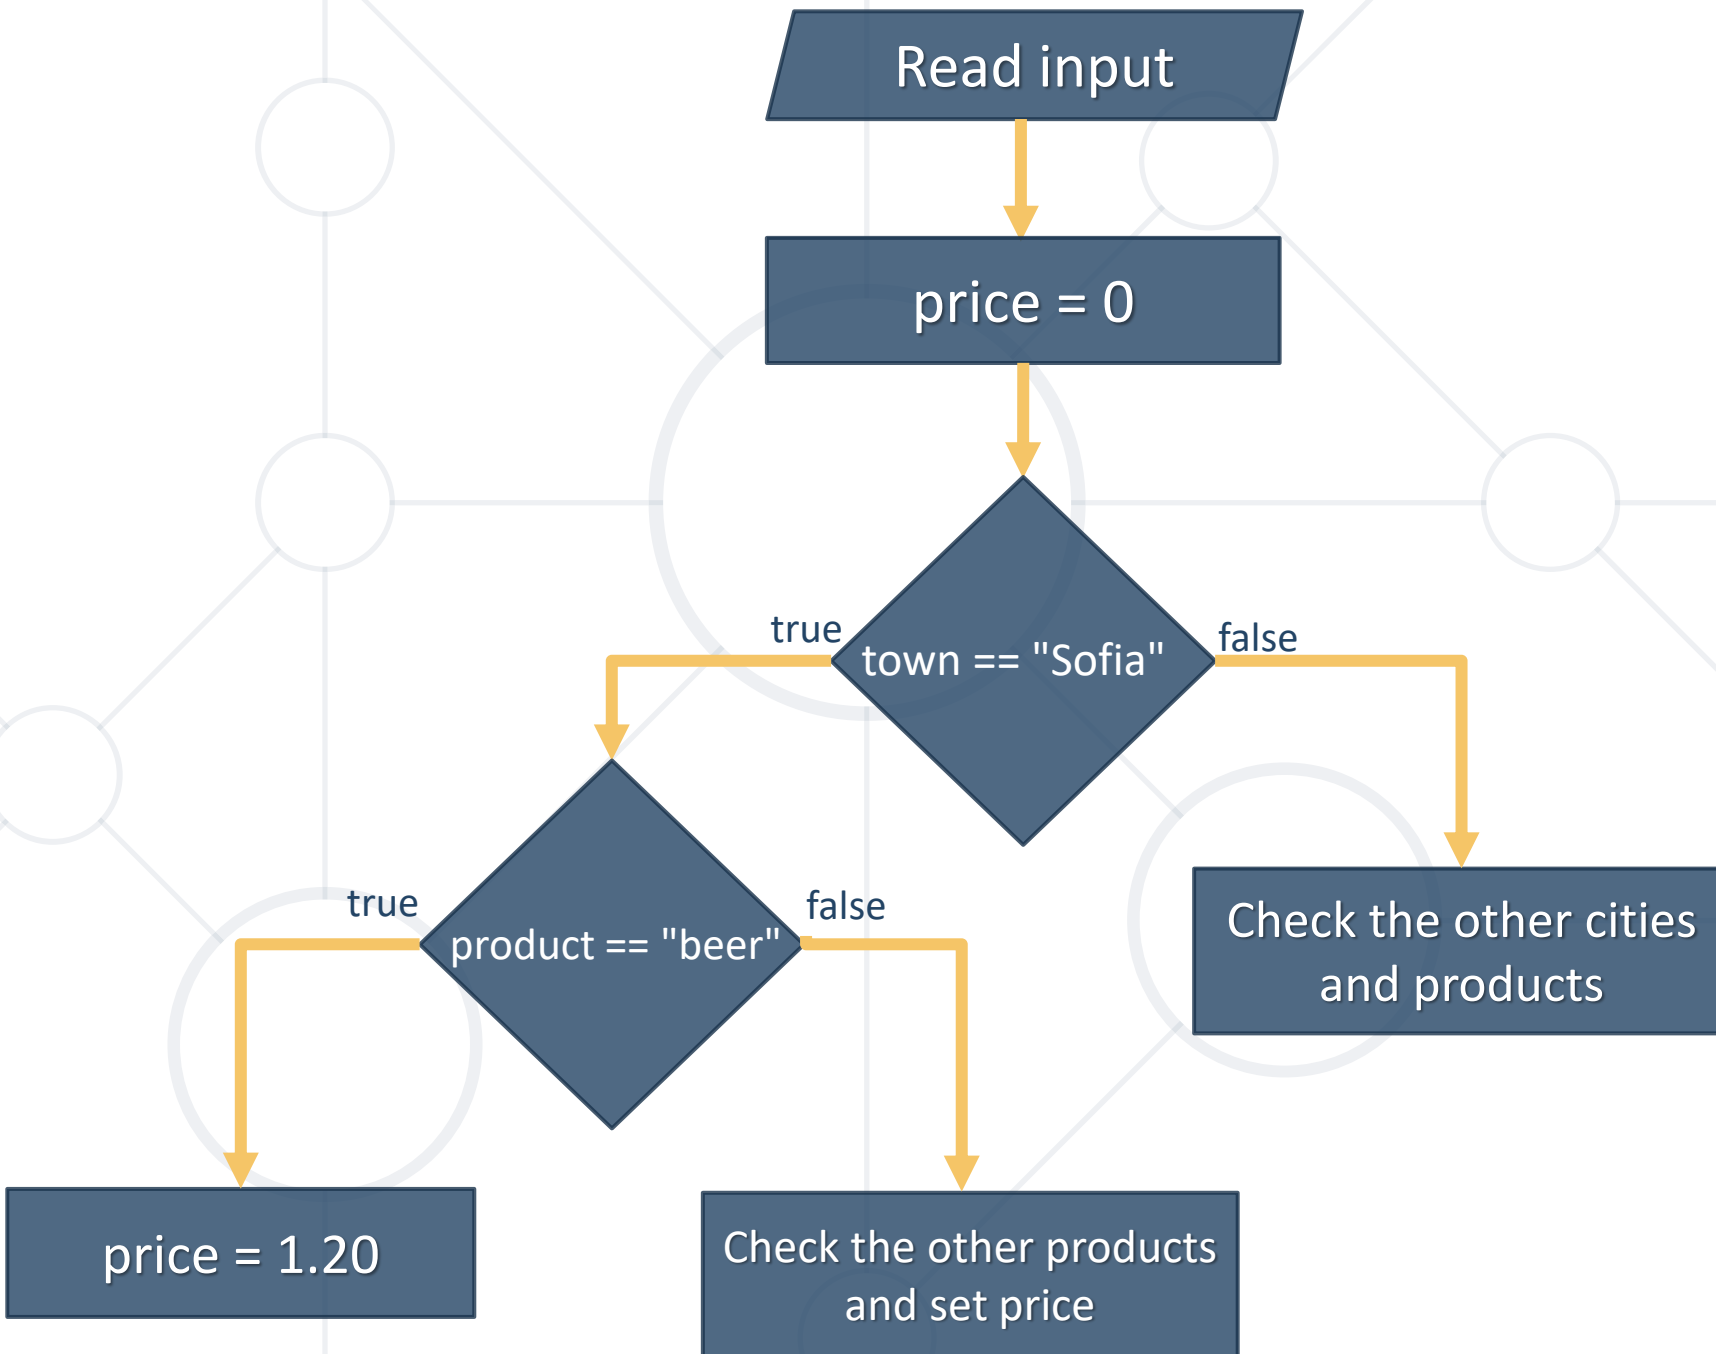 Read input
price = 0
true
false
town == "Sofia"
true
false
product == "beer"
Check the other cities
and products
price = 1.20
Check the other products
and set price